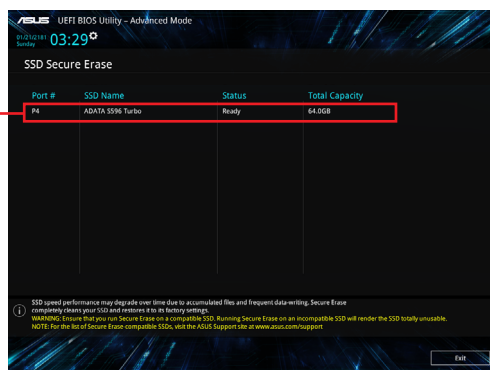 ASUS UEFI BIOS Utility – Advanced Mode
01/21/2181 03:29
Sunday
SSD Secure Erase
Port # SSD Name Status Total Capacity
P4 ADATA S596 Turbo Ready 64.0GB
SSD speed performance may degrade over time due to accumulated files and frequent data-writing. Secure Erase
completely cleans your SSD and restores it to its factory settings.
WARNING: Ensure that you run Secure Erase on a compatible SSD. Running Secure Erase on an incompatible SSD will render the SSD totally unusable.
NOTE: For the list of Secure Erase compatible SSDs, visit the ASUS Support site at www.asus.com/support
Exit